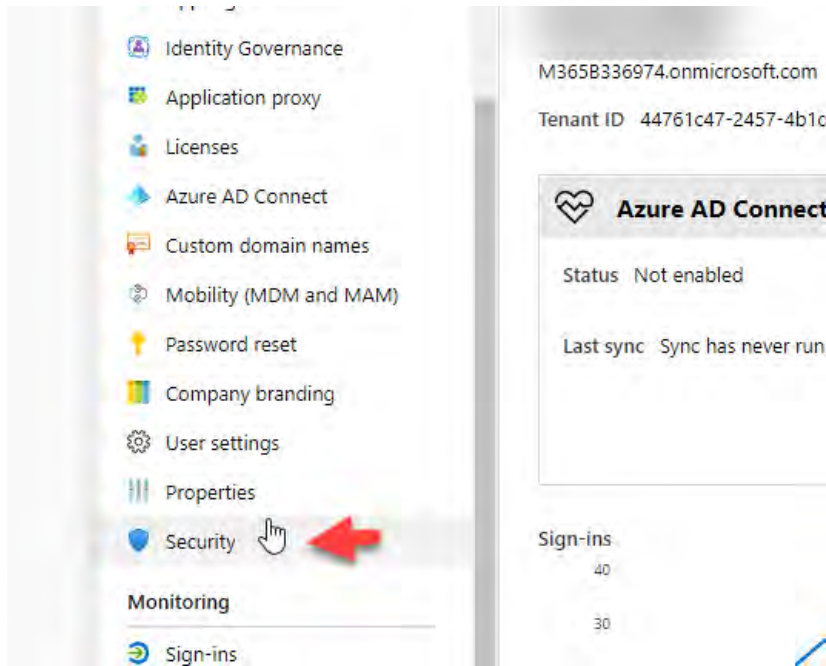 Identity Governance
Application proxy
Licenses
Azure AD Connect
Custom domain names
Mobility (MDM and MAM)
Password reset
Company branding
User settings
Properties
Security
Monitoring
Sign-ins
M365B336974.onmicrosoft.com
Tenant ID 44761c47-2457-4b1c
Azure AD Connect
Status Not enabled
Last sync Sync has never run
Sign-ins
40
30